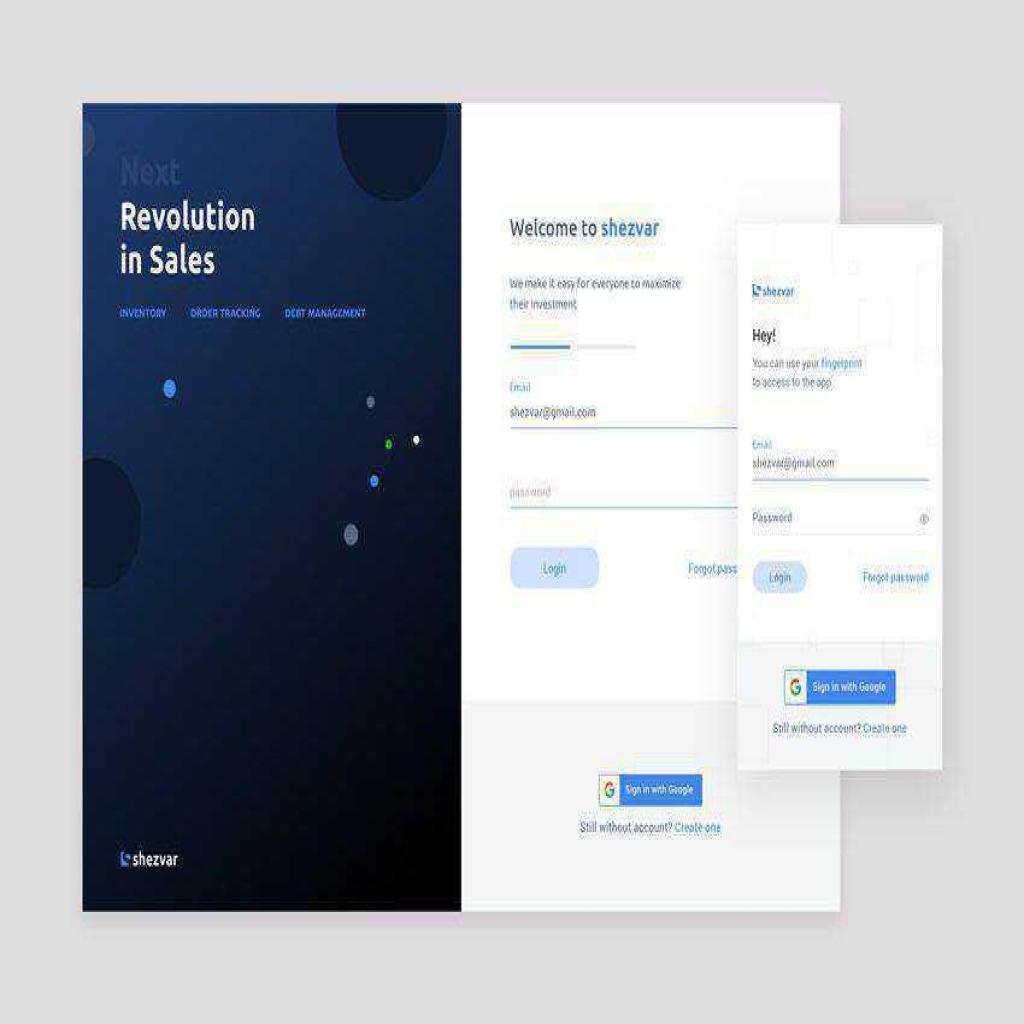 Next
Revolution
in Sales
INVENTORY ORDER TRACKING DEBT MANAGEMENT
shezvar
Welcome to shezvar
We make it easy for everyone to maximize
their investment
Email
shezvar@gmail.com
password
Login Forgot pass
Sign in with Google
Still without account? Create one
shezvar
Hey!
You can use your fingerprint
to access to the app
Email
shezvar@gmail.com
Password
Login Forgot password
Sign in with Google
Still without account? Create one